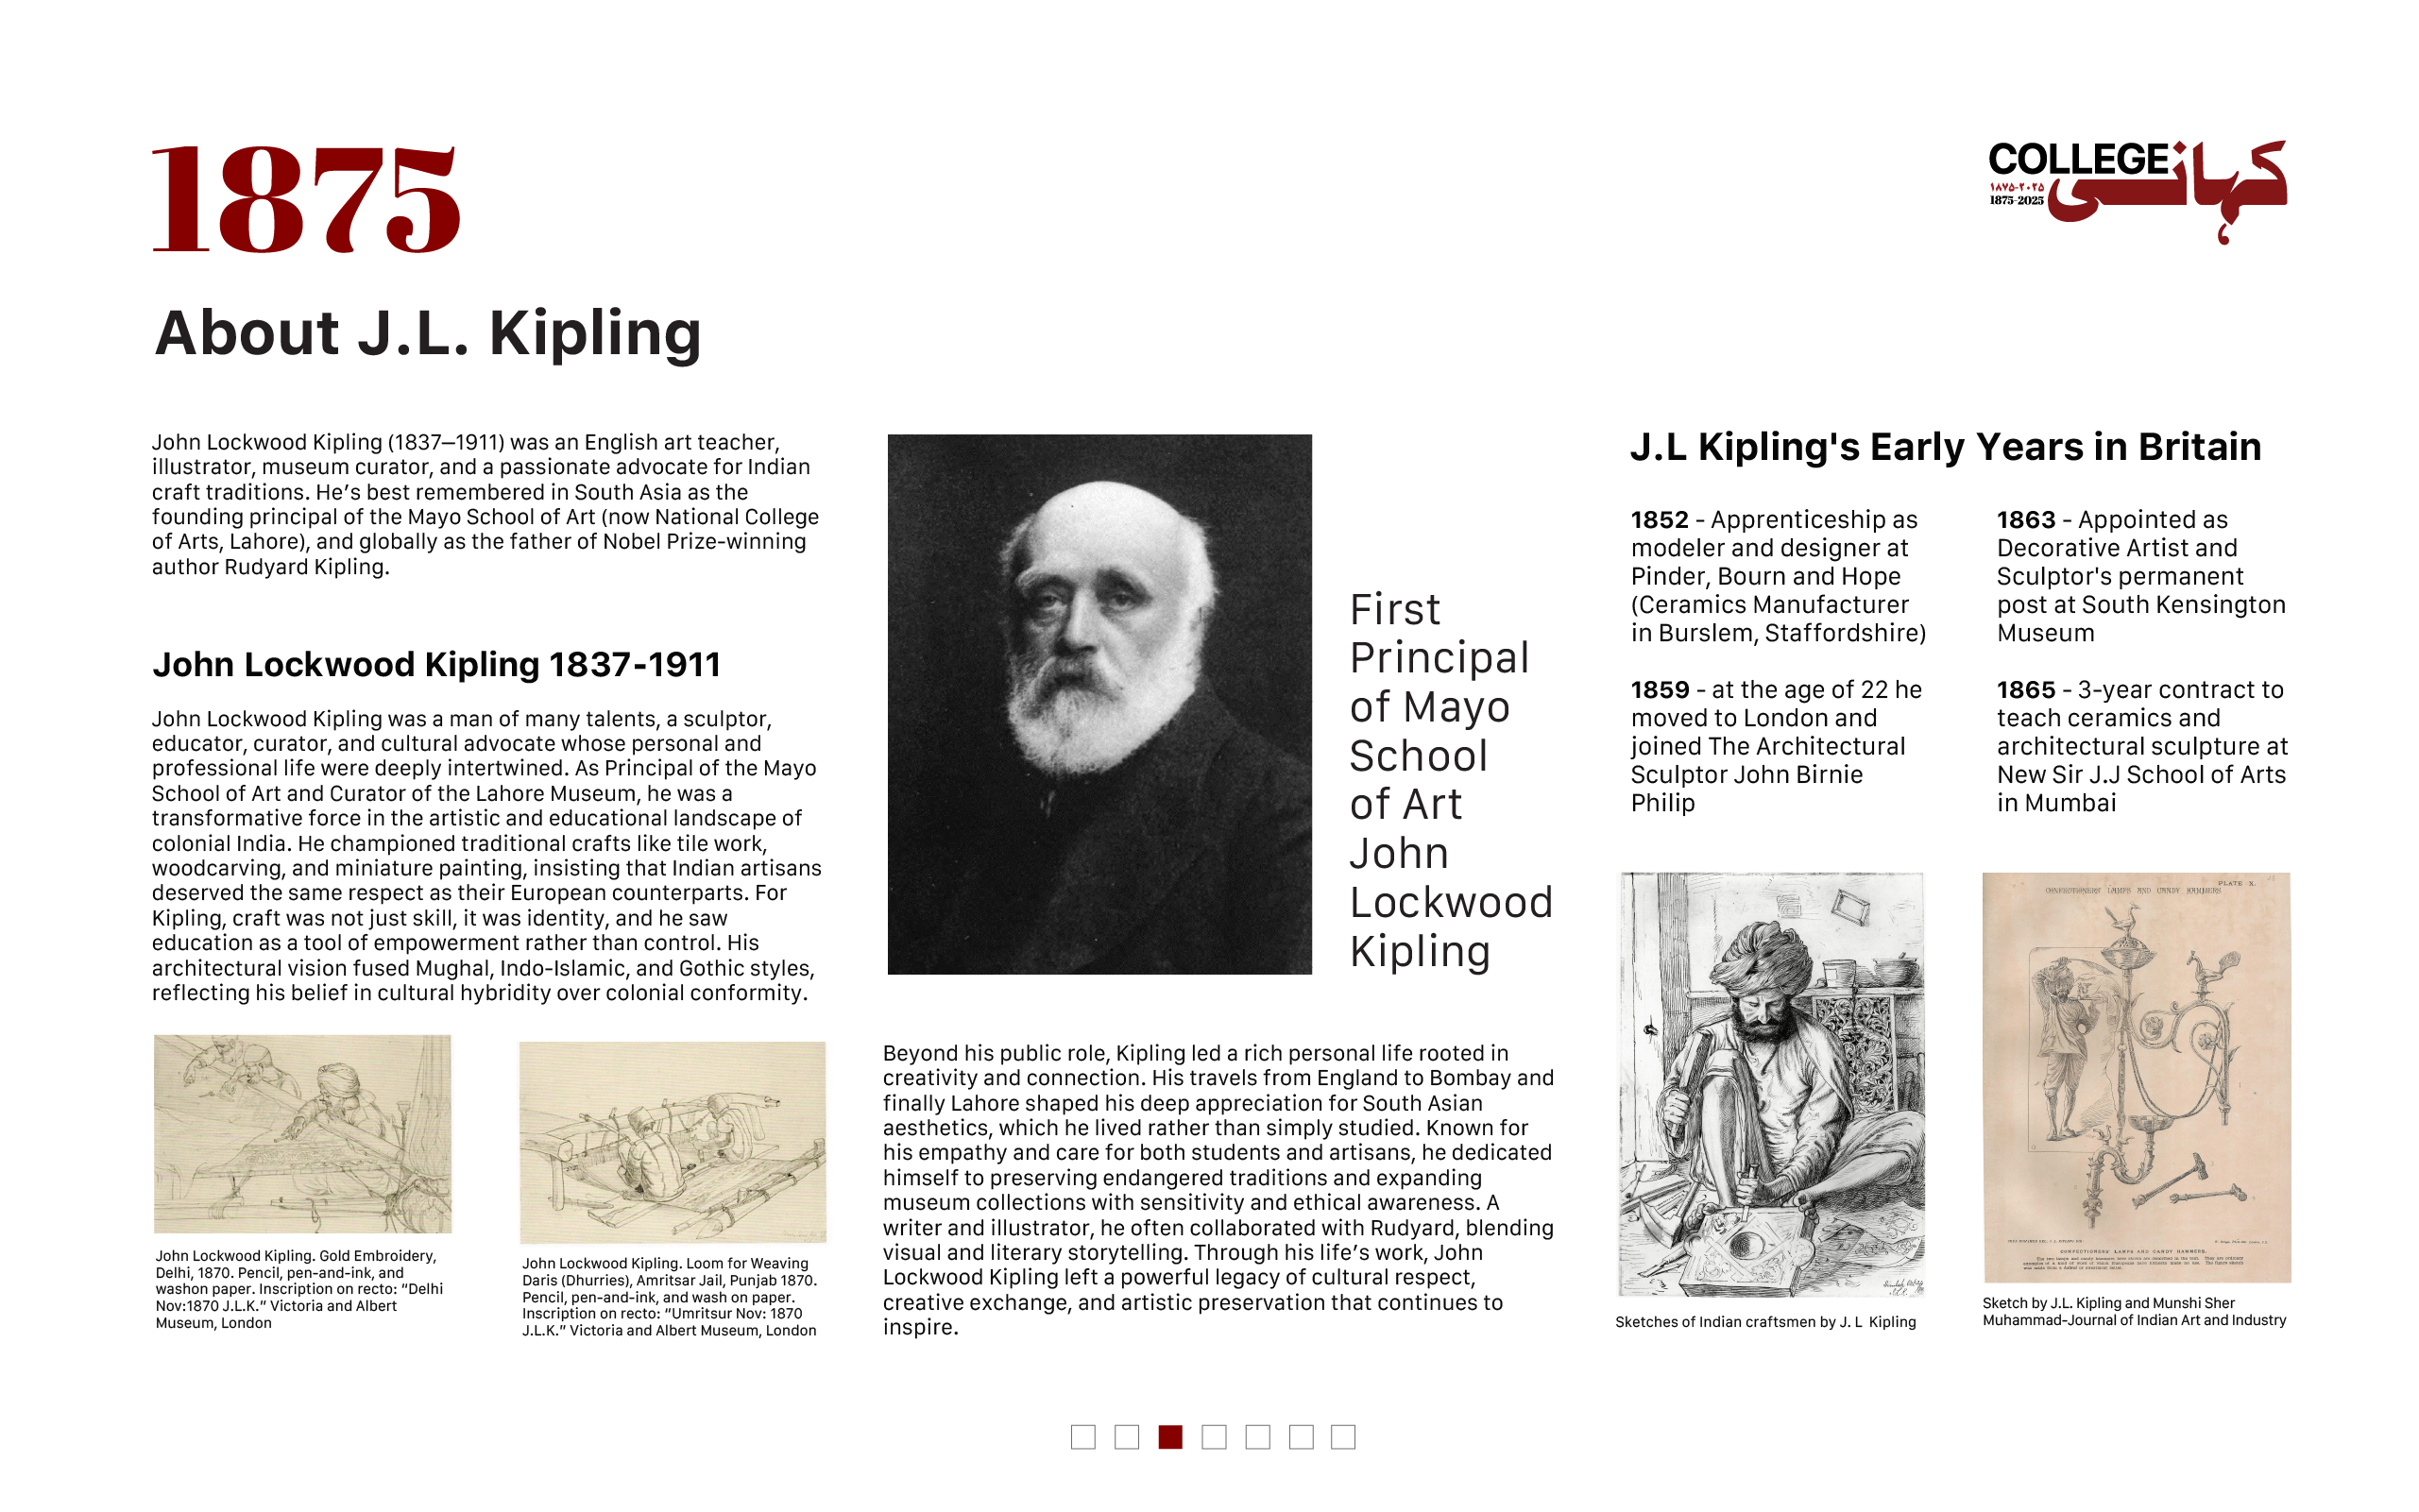 1875
COLLEGE کہانی
۱۸۷۵-۲۰۲۵
1875-2025
About J.L. Kipling
John Lockwood Kipling (1837–1911) was an English art teacher,
illustrator, museum curator, and a passionate advocate for Indian
craft traditions. He’s best remembered in South Asia as the
founding principal of the Mayo School of Art (now National College
of Arts, Lahore), and globally as the father of Nobel Prize-winning
author Rudyard Kipling.
John Lockwood Kipling 1837-1911
John Lockwood Kipling was a man of many talents, a sculptor,
educator, curator, and cultural advocate whose personal and
professional life were deeply intertwined. As Principal of the Mayo
School of Art and Curator of the Lahore Museum, he was a
transformative force in the artistic and educational landscape of
colonial India. He championed traditional crafts like tile work,
woodcarving, and miniature painting, insisting that Indian artisans
deserved the same respect as their European counterparts. For
Kipling, craft was not just skill, it was identity, and he saw
education as a tool of empowerment rather than control. His
architectural vision fused Mughal, Indo-Islamic, and Gothic styles,
reflecting his belief in cultural hybridity over colonial conformity.
John Lockwood Kipling. Gold Embroidery,
Delhi, 1870. Pencil, pen-and-ink, and
washon paper. Inscription on recto: “Delhi
Nov:1870 J.L.K.” Victoria and Albert
Museum, London
John Lockwood Kipling. Loom for Weaving
Daris (Dhurries), Amritsar Jail, Punjab 1870.
Pencil, pen-and-ink, and wash on paper.
Inscription on recto: “Umritsur Nov: 1870
J.L.K.” Victoria and Albert Museum, London
First
Principal
of Mayo
School
of Art
John
Lockwood
Kipling
Beyond his public role, Kipling led a rich personal life rooted in
creativity and connection. His travels from England to Bombay and
finally Lahore shaped his deep appreciation for South Asian
aesthetics, which he lived rather than simply studied. Known for
his empathy and care for both students and artisans, he dedicated
himself to preserving endangered traditions and expanding
museum collections with sensitivity and ethical awareness. A
writer and illustrator, he often collaborated with Rudyard, blending
visual and literary storytelling. Through his life’s work, John
Lockwood Kipling left a powerful legacy of cultural respect,
creative exchange, and artistic preservation that continues to
inspire.
J.L Kipling's Early Years in Britain
1852 - Apprenticeship as
modeler and designer at
Pinder, Bourn and Hope
(Ceramics Manufacturer
in Burslem, Staffordshire)
1859 - at the age of 22 he
moved to London and
joined The Architectural
Sculptor John Birnie
Philip
1863 - Appointed as
Decorative Artist and
Sculptor's permanent
post at South Kensington
Museum
1865 - 3-year contract to
teach ceramics and
architectural sculpture at
New Sir J.J School of Arts
in Mumbai
Sketches of Indian craftsmen by J. L Kipling
PLATE X.
CONFECTIONERS LAMPS AND CANDY HAMMERS
CONFECTIONERS' LAMPS AND CANDY HAMMERS.
Sketch by J.L. Kipling and Munshi Sher
Muhammad-Journal of Indian Art and Industry